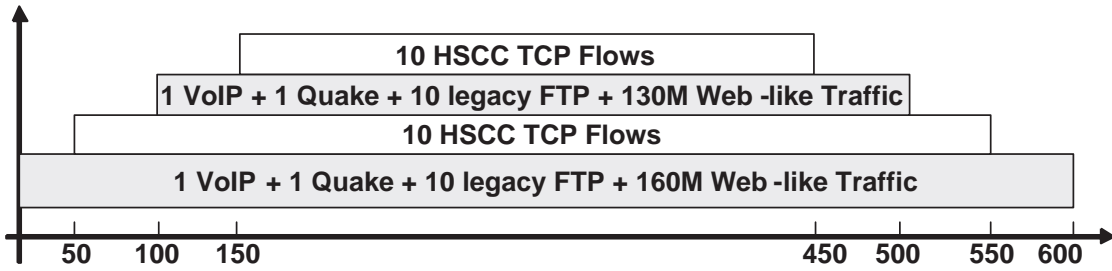 10 HSCC TCP Flows
1 VoIP + 1 Quake + 10 legacy FTP + 130M Web -like Traffic
10 HSCC TCP Flows
1 VoIP + 1 Quake + 10 legacy FTP + 160M Web -like Traffic
50 100 150 450 500 550 600